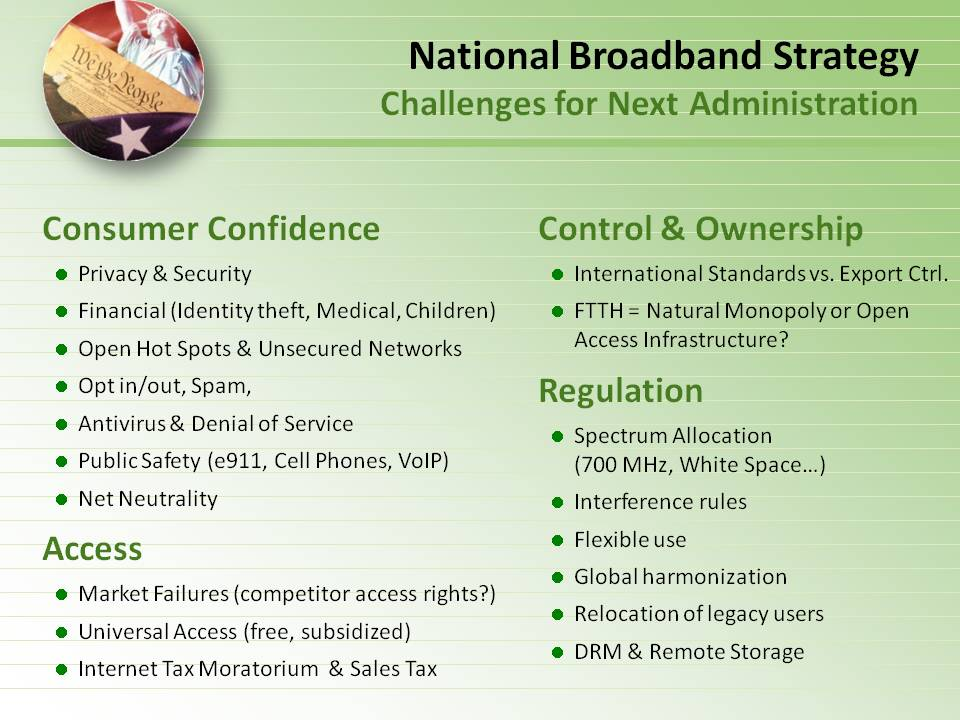 We the People
National Broadband Strategy
Challenges for Next Administration
Consumer Confidence
Privacy & Security
Financial (Identity theft, Medical, Children)
Open Hot Spots & Unsecured Networks
Opt in/out, Spam,
Antivirus & Denial of Service
Public Safety (e911, Cell Phones, VoIP)
Net Neutrality
Access
Market Failures (competitor access rights?)
Universal Access (free, subsidized)
Internet Tax Moratorium & Sales Tax
Control & Ownership
International Standards vs. Export Ctrl.
FTTH = Natural Monopoly or Open
Access Infrastructure?
Regulation
Spectrum Allocation
(700 MHz, White Space…)
Interference rules
Flexible use
Global harmonization
Relocation of legacy users
DRM & Remote Storage